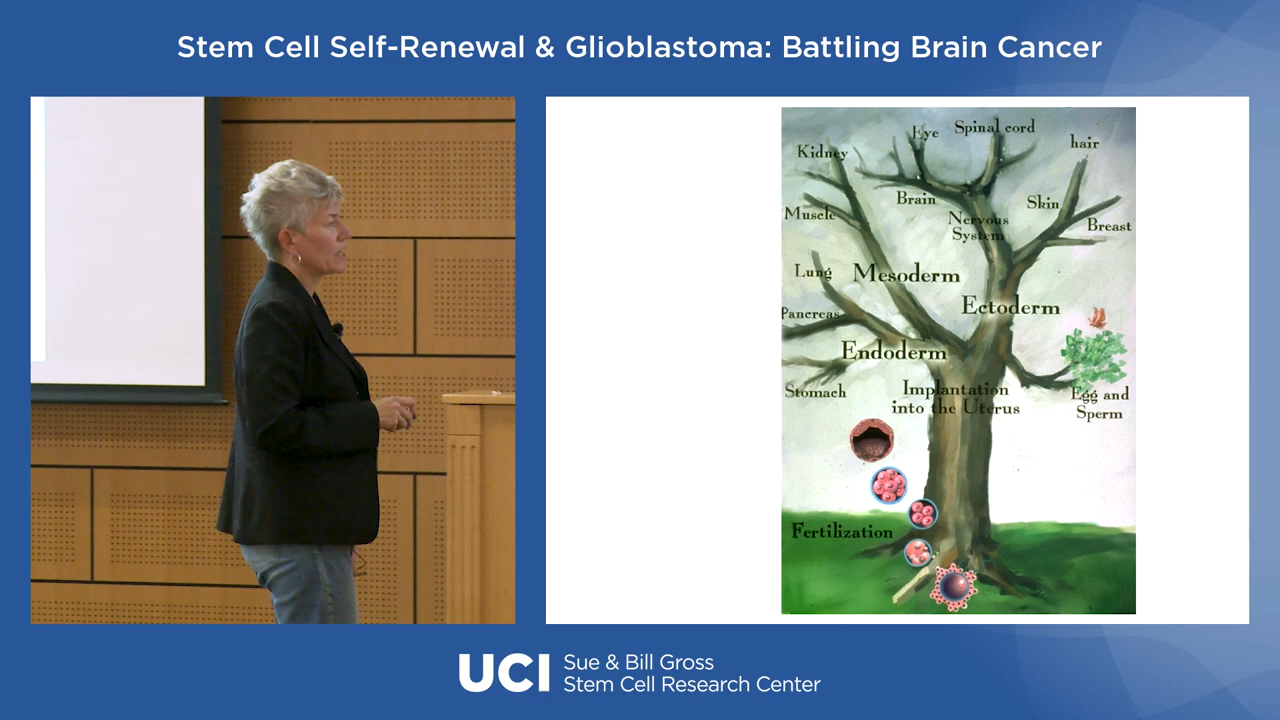 Stem Cell Self-Renewal & Glioblastoma: Battling Brain Cancer
Eye
Spinal cord
hair
Kidney
Brain
Skin
Muscle
Nervous
System
Breast
Lung
Mesoderm
Ectoderm
Pancreas
Endoderm
Stomach
Implantation
into the Uterus
Egg and
Sperm
Fertilization
UCI
Sue & Bill Gross
Stem Cell Research Center